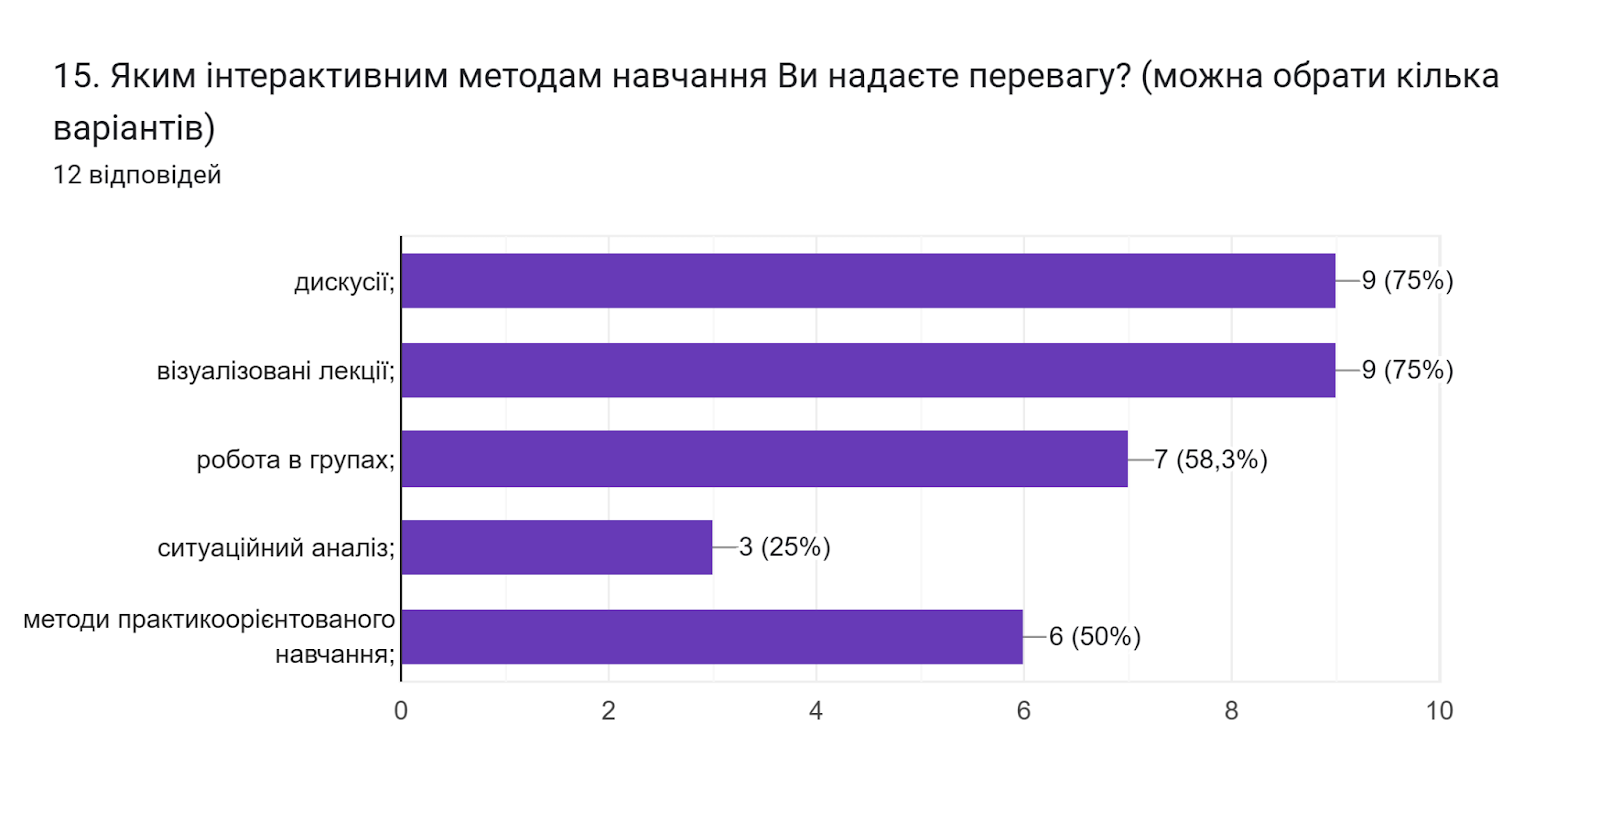 15. Яким інтерактивним методам навчання Ви надаєте перевагу? (можна обрати кілька
варіантів)
12 відповідей
дискусії;
9 (75%)
візуалізовані лекції;
9 (75%)
робота в групах;
7 (58,3%)
ситуаційний аналіз;
3 (25%)
методи практикоорієнтованого
навчання;
6 (50%)
0 2 4 6 8 10